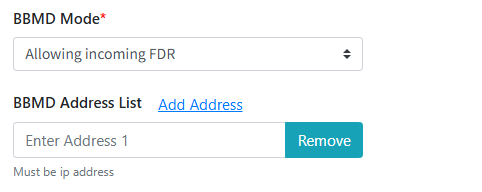 BBMD Mode*
Allowing incoming FDR
BBMD Address List Add Address
Enter Address 1 Remove
Must be ip address